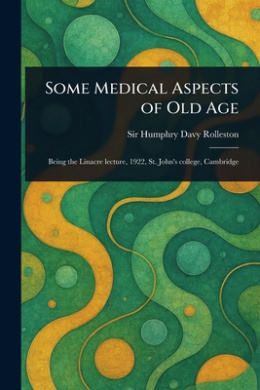 Some Medical Aspects
of Old Age
Sir Humphry Davy Rolleston
Being the Linacre lecture, 1922, St. John's college, Cambridge